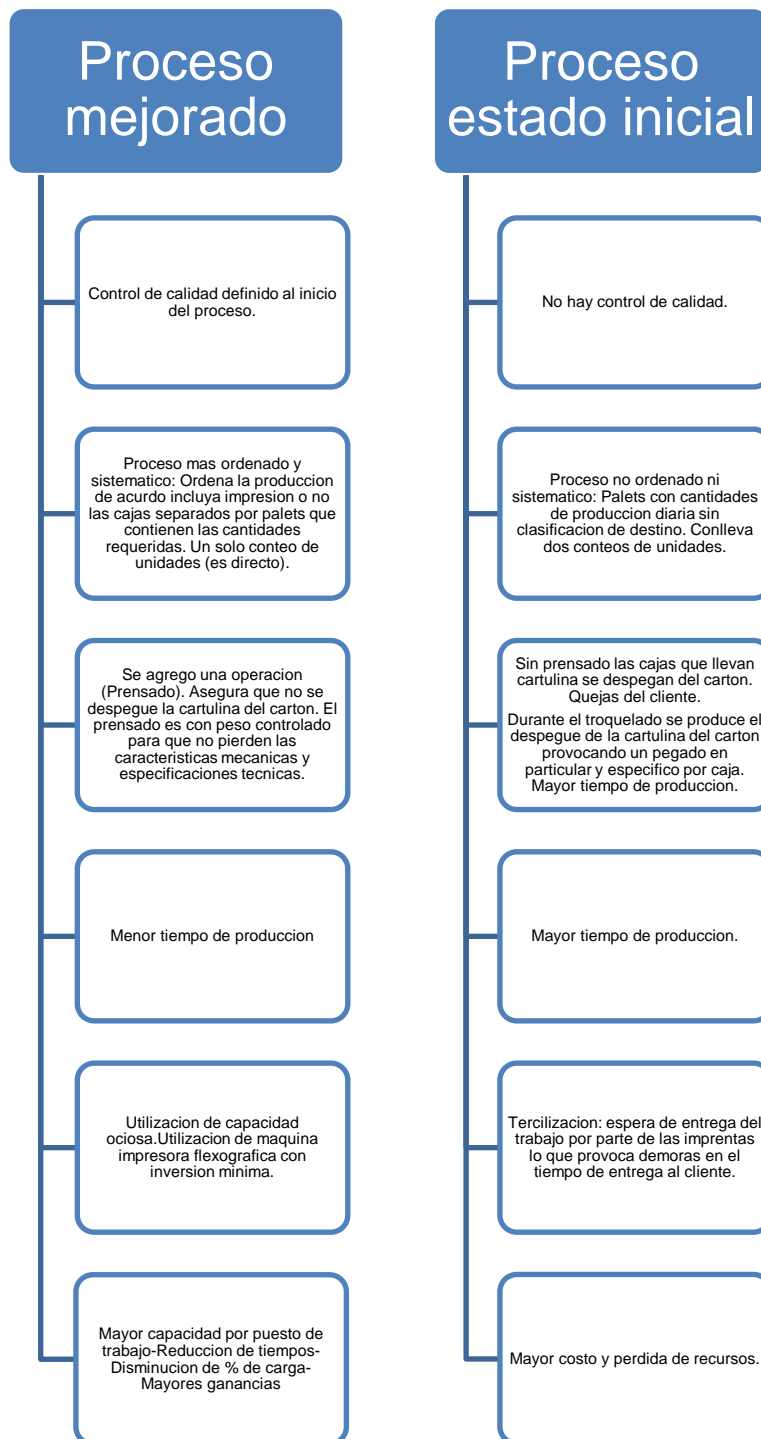 Proceso
mejorado
Control de calidad definido al inicio
del proceso.
Proceso mas ordenado y
sistematico: Ordena la produccion
de acurdo incluya impresion o no
las cajas separados por palets que
contienen las cantidades
requeridas. Un solo conteo de
unidades (es directo).
Se agrego una operacion
(Prensado). Asegura que no se
despegue la cartulina del carton. El
prensado es con peso controlado
para que no pierden las
caracteristicas mecanicas y
especificaciones tecnicas.
Menor tiempo de produccion
Utilizacion de capacidad
ociosa.Utilizacion de maquina
impresora flexografica con
inversion minima.
Mayor capacidad por puesto de
trabajo-Reduccion de tiempos-
Disminucion de % de carga-
Mayores ganancias
Proceso
estado inicial
No hay control de calidad.
Proceso no ordenado ni
sistematico: Palets con cantidades
de produccion diaria sin
clasificacion de destino. Conlleva
dos conteos de unidades.
Sin prensado las cajas que llevan
cartulina se despegan del carton.
Quejas del cliente.
Durante el troquelado se produce el
despegue de la cartulina del carton
provocando un pegado en
particular y especifico por caja.
Mayor tiempo de produccion.
Mayor tiempo de produccion.
Tercilizacion: espera de entrega del
trabajo por parte de las imprentas
lo que provoca demoras en el
tiempo de entrega al cliente.
Mayor costo y perdida de recursos.